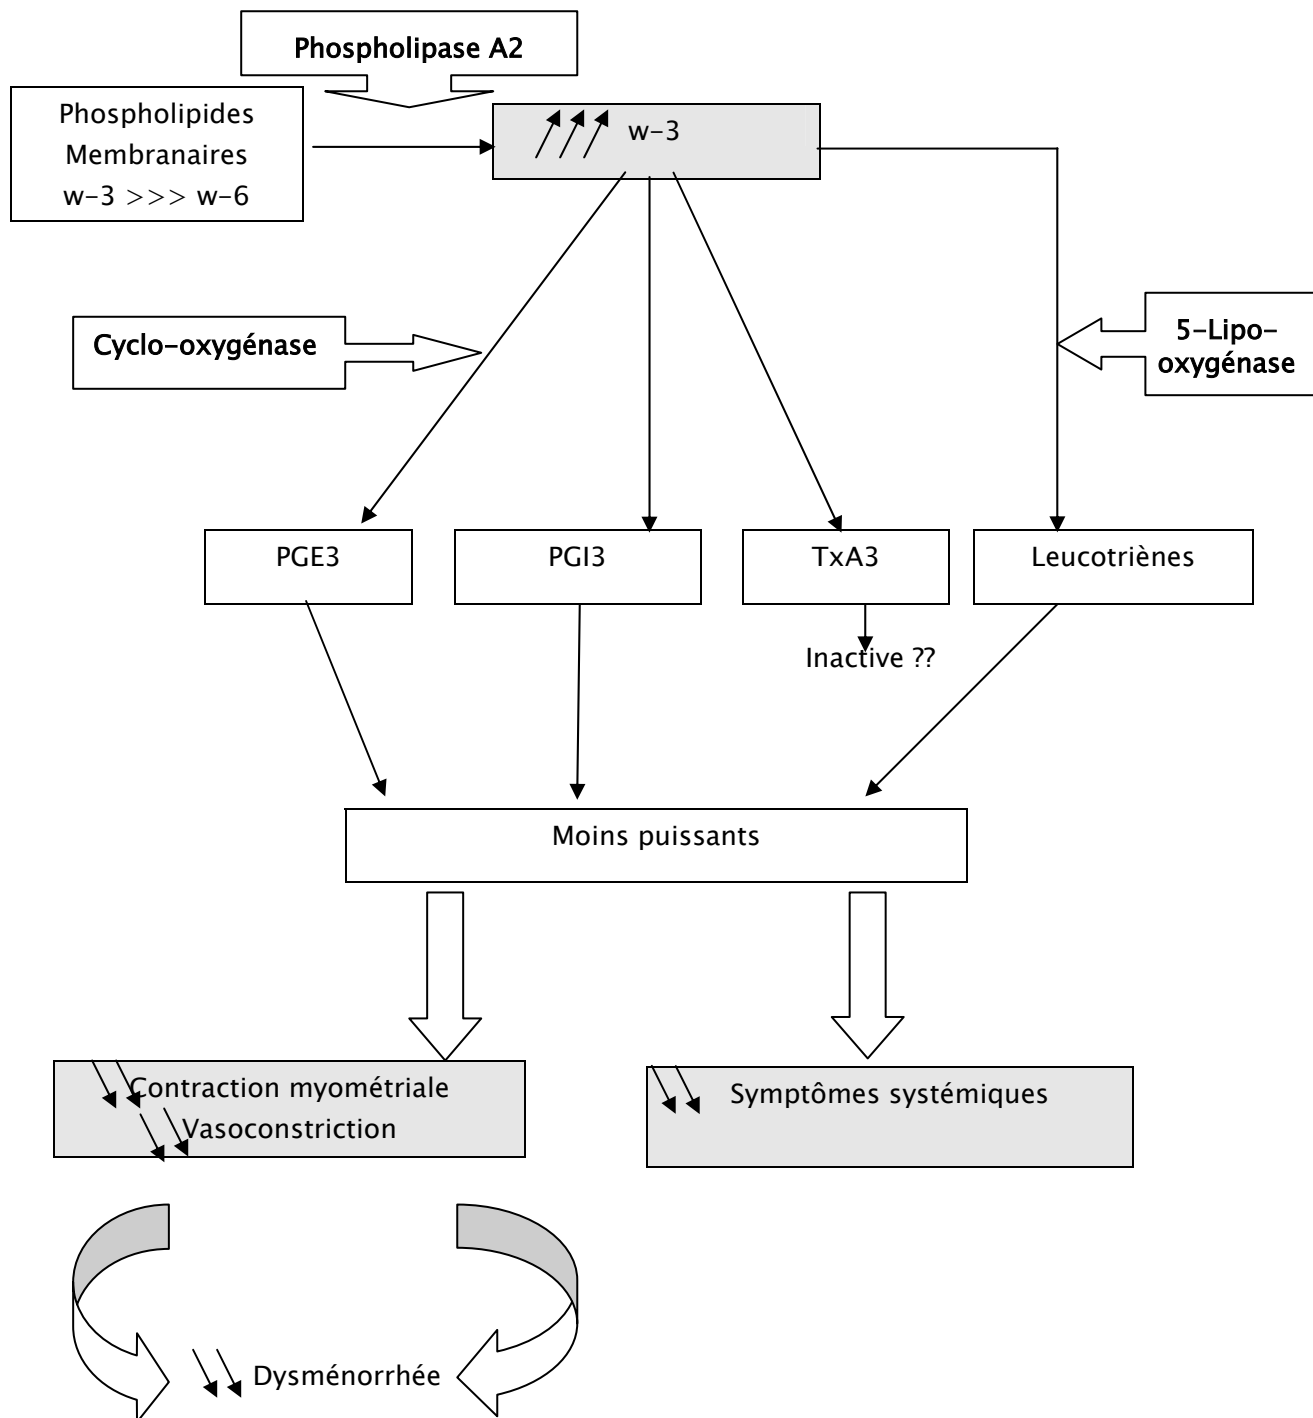 Phospholipase A2
Phospholipides
Membranaires
w-3 >>> w-6
w-3
Cyclo-oxygénase
5-Lipo-
oxygénase
PGE3
PGI3
TxA3
Leucotriènes
Inactive ??
Moins puissants
Contraction myométriale
Vasoconstriction
Symptômes systémiques
Dysménorrhée